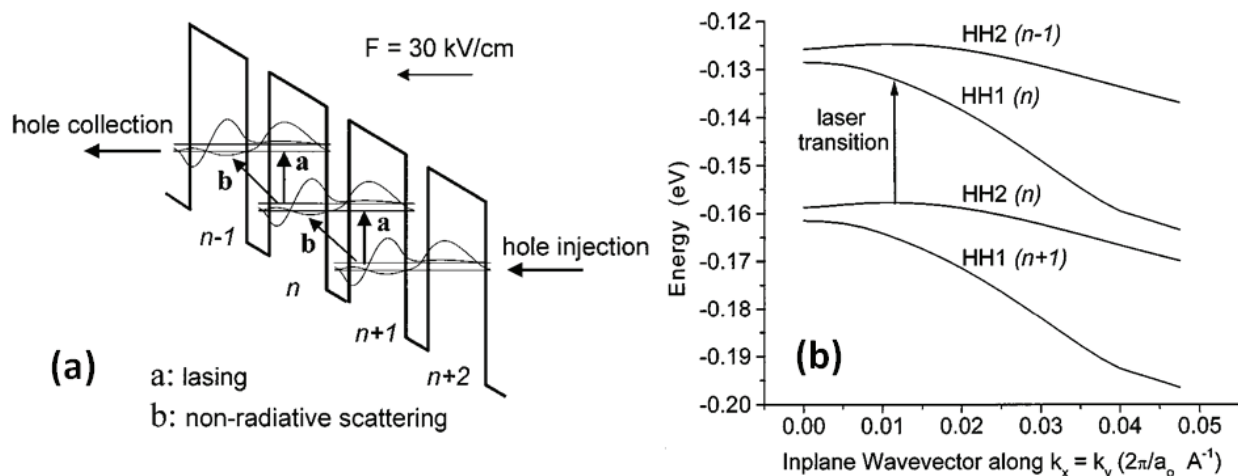 F = 30 kV/cm
hole collection
a
b
n-1
a
b
hole injection
n
n+1
n+2
(a)
a: lasing
b: non-radiative scattering
-0.12
-0.13
-0.14
-0.15
-0.16
-0.17
-0.18
-0.19
-0.20
Energy (eV)
HH2 (n-1)
HH1 (n)
laser
transition
HH2 (n)
HH1 (n+1)
(b)
0.00 0.01 0.02 0.03 0.04 0.05
Inplane Wavevector along kₓ = kᵧ (2π/aₒ A⁻¹)